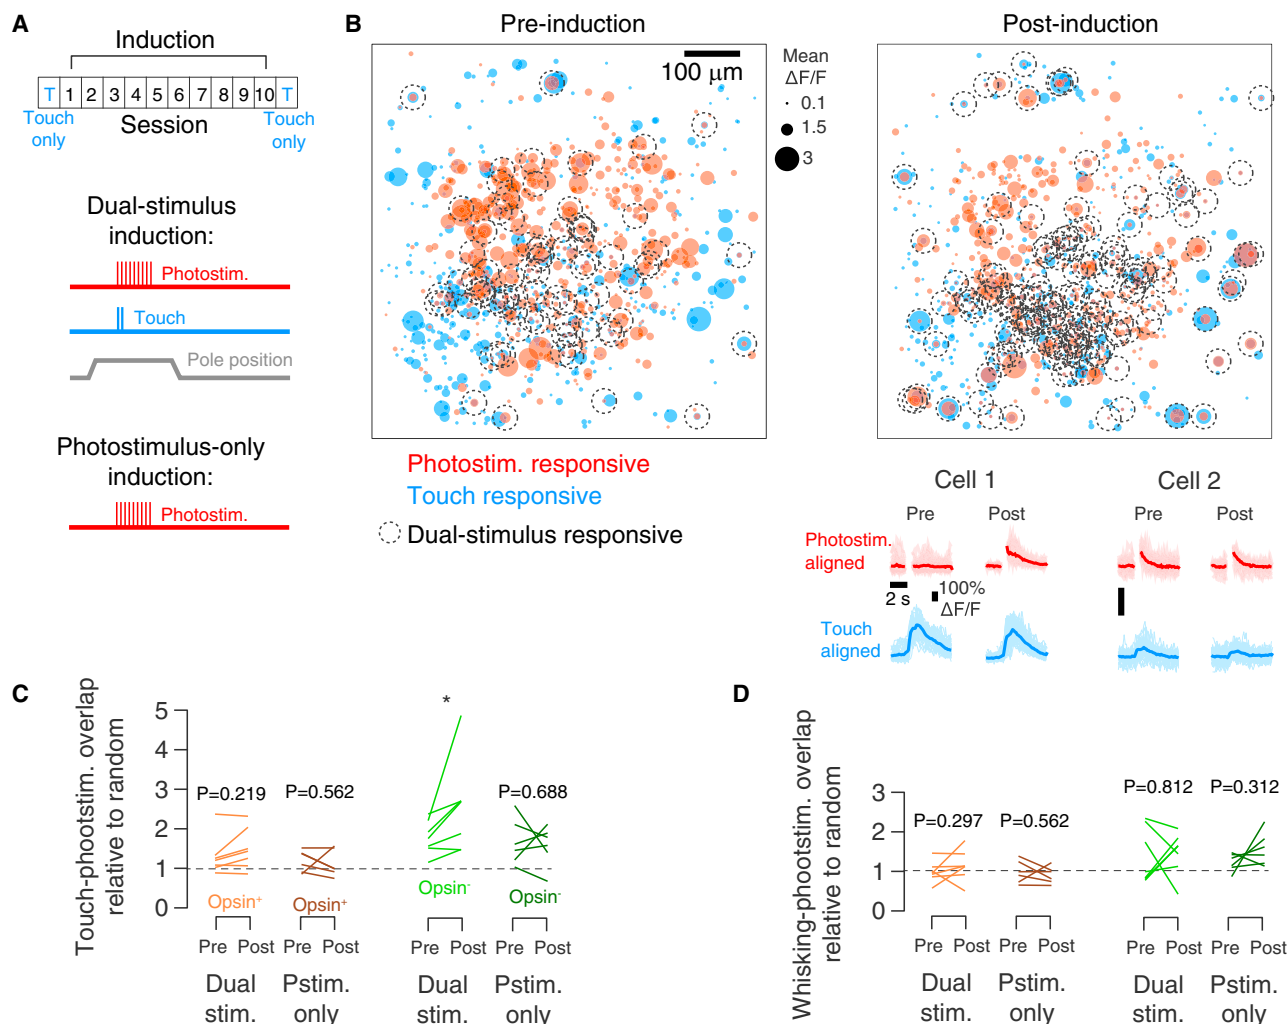 A
Induction
T 1 2 3 4 5 6 7 8 9 10 T
Touch only
Session
Touch only
Dual-stimulus
induction:
Photostim.
Touch
Pole position
Photostimulus-only
induction:
Photostim.
B
Pre-induction
100 µm
Mean
ΔF/F
0.1
1.5
3
Post-induction
Photostim. responsive
Touch responsive
Dual-stimulus responsive
Cell 1
Cell 2
Pre
Post
Pre
Post
Photostim.
aligned
2 s
100%
ΔF/F
Touch
aligned
C
Touch-phootstim. overlap
relative to random
5
4
3
2
1
0
P=0.219
P=0.562
*
P=0.688
Opsin+
Opsin+
Opsin-
Opsin-
Pre Post
Pre Post
Pre Post
Pre Post
Dual
stim.
Pstim.
only
Dual
stim.
Pstim.
only
D
Whisking-phootstim. overlap
relative to random
3
2
1
0
P=0.297
P=0.562
P=0.812
P=0.312
Pre Post
Pre Post
Pre Post
Pre Post
Dual
stim.
Pstim.
only
Dual
stim.
Pstim.
only